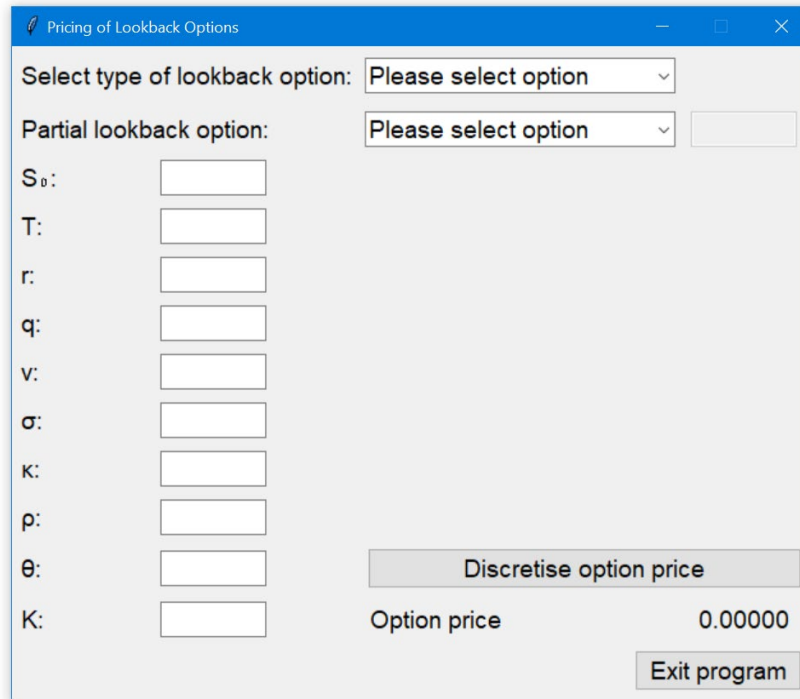 Pricing of Lookback Options
Select type of lookback option: Please select option
Partial lookback option: Please select option
S₀:
T:
r:
q:
v:
σ:
κ:
ρ:
θ: Discretise option price
K: Option price 0.00000
Exit program